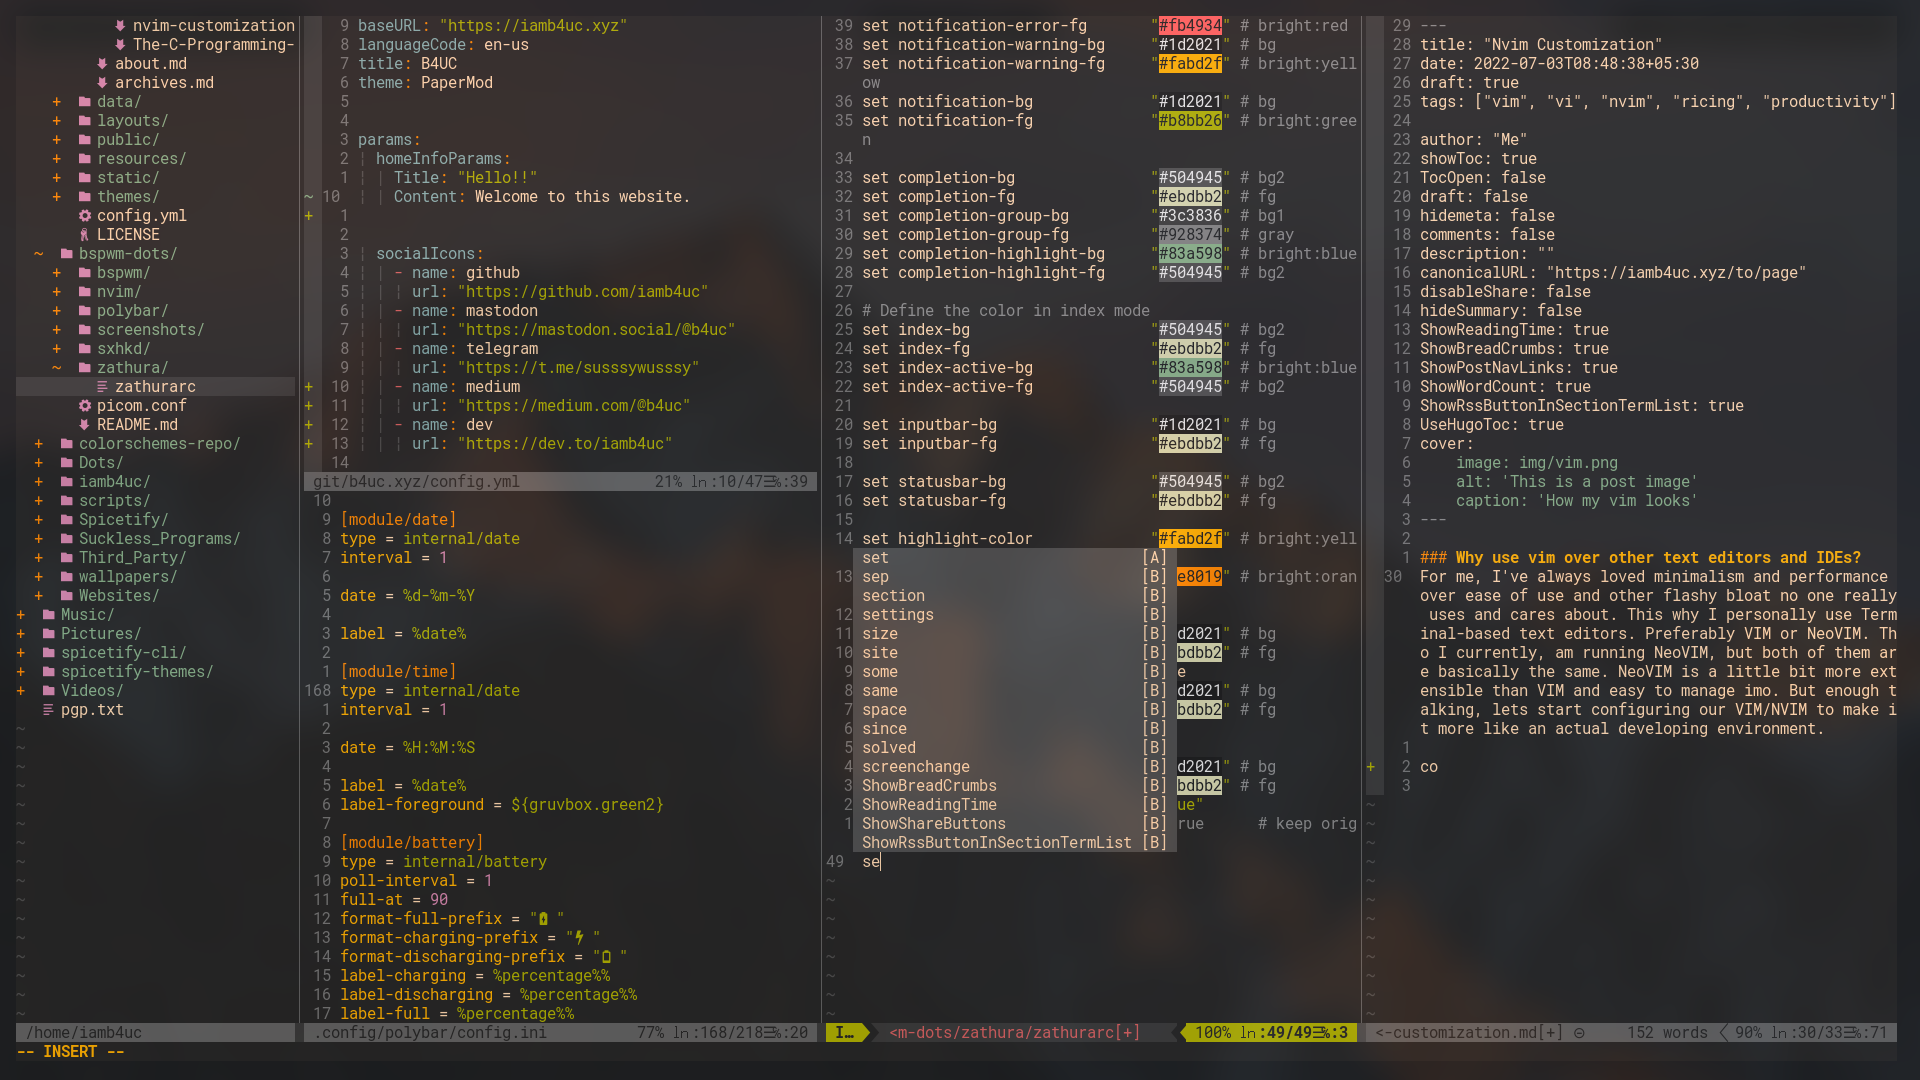 nvim-customization
The-C-Programming-
about.md
archives.md
+ data/
+ layouts/
+ public/
+ resources/
+ static/
+ themes/
config.yml
LICENSE
~ bspwm-dots/
+ bspwm/
+ nvim/
+ polybar/
+ screenshots/
+ sxhkd/
~ zathura/
zathurarc
picom.conf
README.md
+ colorschemes-repo/
+ Dots/
+ iamb4uc/
+ scripts/
+ Spicetify/
+ Suckless_Programs/
+ Third_Party/
+ wallpapers/
+ Websites/
+ Music/
+ Pictures/
+ spicetify-cli/
+ spicetify-themes/
+ Videos/
pgp.txt
/home/iamb4uc
9 baseURL: "https://iamb4uc.xyz"
8 languageCode: en-us
7 title: B4UC
6 theme: PaperMod
5
4
3 params:
2 homeInfoParams:
1 Title: "Hello!!"
~ 10 Content: Welcome to this website.
+ 1
2
3 socialIcons:
4 - name: github
5 url: "https://github.com/iamb4uc"
6 - name: mastodon
7 url: "https://mastodon.social/@b4uc"
8 - name: telegram
9 url: "https://t.me/susssywusssy"
+ 10 - name: medium
+ 11 url: "https://medium.com/@b4uc"
+ 12 - name: dev
+ 13 url: "https://dev.to/iamb4uc"
14
git/b4uc.xyz/config.yml 21% ln:10/47☰%:39
10
9 [module/date]
8 type = internal/date
7 interval = 1
6
5 date = %d-%m-%Y
4
3 label = %date%
2
1 [module/time]
168 type = internal/date
1 interval = 1
2
3 date = %H:%M:%S
4
5 label = %date%
6 label-foreground = ${gruvbox.green2}
7
8 [module/battery]
9 type = internal/battery
10 poll-interval = 1
11 full-at = 90
12 format-full-prefix = " "
13 format-charging-prefix = " "
14 format-discharging-prefix = " "
15 label-charging = %percentage%%
16 label-discharging = %percentage%%
17 label-full = %percentage%%
.config/polybar/config.ini 77% ln:168/218☰%:20
39 set notification-error-fg "#fb4934" # bright:red
38 set notification-warning-bg "#1d2021" # bg
37 set notification-warning-fg "#fabd2f" # bright:yell
ow
36 set notification-bg "#1d2021" # bg
35 set notification-fg "#b8bb26" # bright:gree
n
34
33 set completion-bg "#504945" # bg2
32 set completion-fg "#ebdbb2" # fg
31 set completion-group-bg "#3c3836" # bg1
30 set completion-group-fg "#928374" # gray
29 set completion-highlight-bg "#83a598" # bright:blue
28 set completion-highlight-fg "#504945" # bg2
27
26 # Define the color in index mode
25 set index-bg "#504945" # bg2
24 set index-fg "#ebdbb2" # fg
23 set index-active-bg "#83a598" # bright:blue
22 set index-active-fg "#504945" # bg2
21
20 set inputbar-bg "#1d2021" # bg
19 set inputbar-fg "#ebdbb2" # fg
18
17 set statusbar-bg "#504945" # bg2
16 set statusbar-fg "#ebdbb2" # fg
15
14 set highlight-color "#fabd2f" # bright:yell
set [A]
13 sep [B] e8019" # bright:oran
section [B]
12 settings [B]
11 size [B] d2021" # bg
10 site [B] bdbb2" # fg
9 some [B] e
8 same [B] d2021" # bg
7 space [B] bdbb2" # fg
6 since [B]
5 solved [B]
4 screenchange [B] d2021" # bg
3 ShowBreadCrumbs [B] bdbb2" # fg
2 ShowReadingTime [B] ue"
1 ShowShareButtons [B] rue # keep orig
ShowRssButtonInSectionTermList [B]
49 se
I… <m-dots/zathura/zathurarc[+] 100% ln:49/49☰%:3
29 ---
28 title: "Nvim Customization"
27 date: 2022-07-03T08:48:38+05:30
26 draft: true
25 tags: ["vim", "vi", "nvim", "ricing", "productivity"]
24
23 author: "Me"
22 showToc: true
21 TocOpen: false
20 draft: false
19 hidemeta: false
18 comments: false
17 description: ""
16 canonicalURL: "https://iamb4uc.xyz/to/page"
15 disableShare: false
14 hideSummary: false
13 ShowReadingTime: true
12 ShowBreadCrumbs: true
11 ShowPostNavLinks: true
10 ShowWordCount: true
9 ShowRssButtonInSectionTermList: true
8 UseHugoToc: true
7 cover:
6 image: img/vim.png
5 alt: 'This is a post image'
4 caption: 'How my vim looks'
3 ---
2
1 ### Why use vim over other text editors and IDEs?
30 For me, I've always loved minimalism and performance
over ease of use and other flashy bloat no one really
uses and cares about. This why I personally use Term
inal-based text editors. Preferably VIM or NeoVIM. Th
o I currently, am running NeoVIM, but both of them ar
e basically the same. NeoVIM is a little bit more ext
ensible than VIM and easy to manage imo. But enough t
alking, lets start configuring our VIM/NVIM to make i
t more like an actual developing environment.
1
+ 2 co
3
<-customization.md[+] ⊝ 152 words 90% ln:30/33☰%:71
-- INSERT --